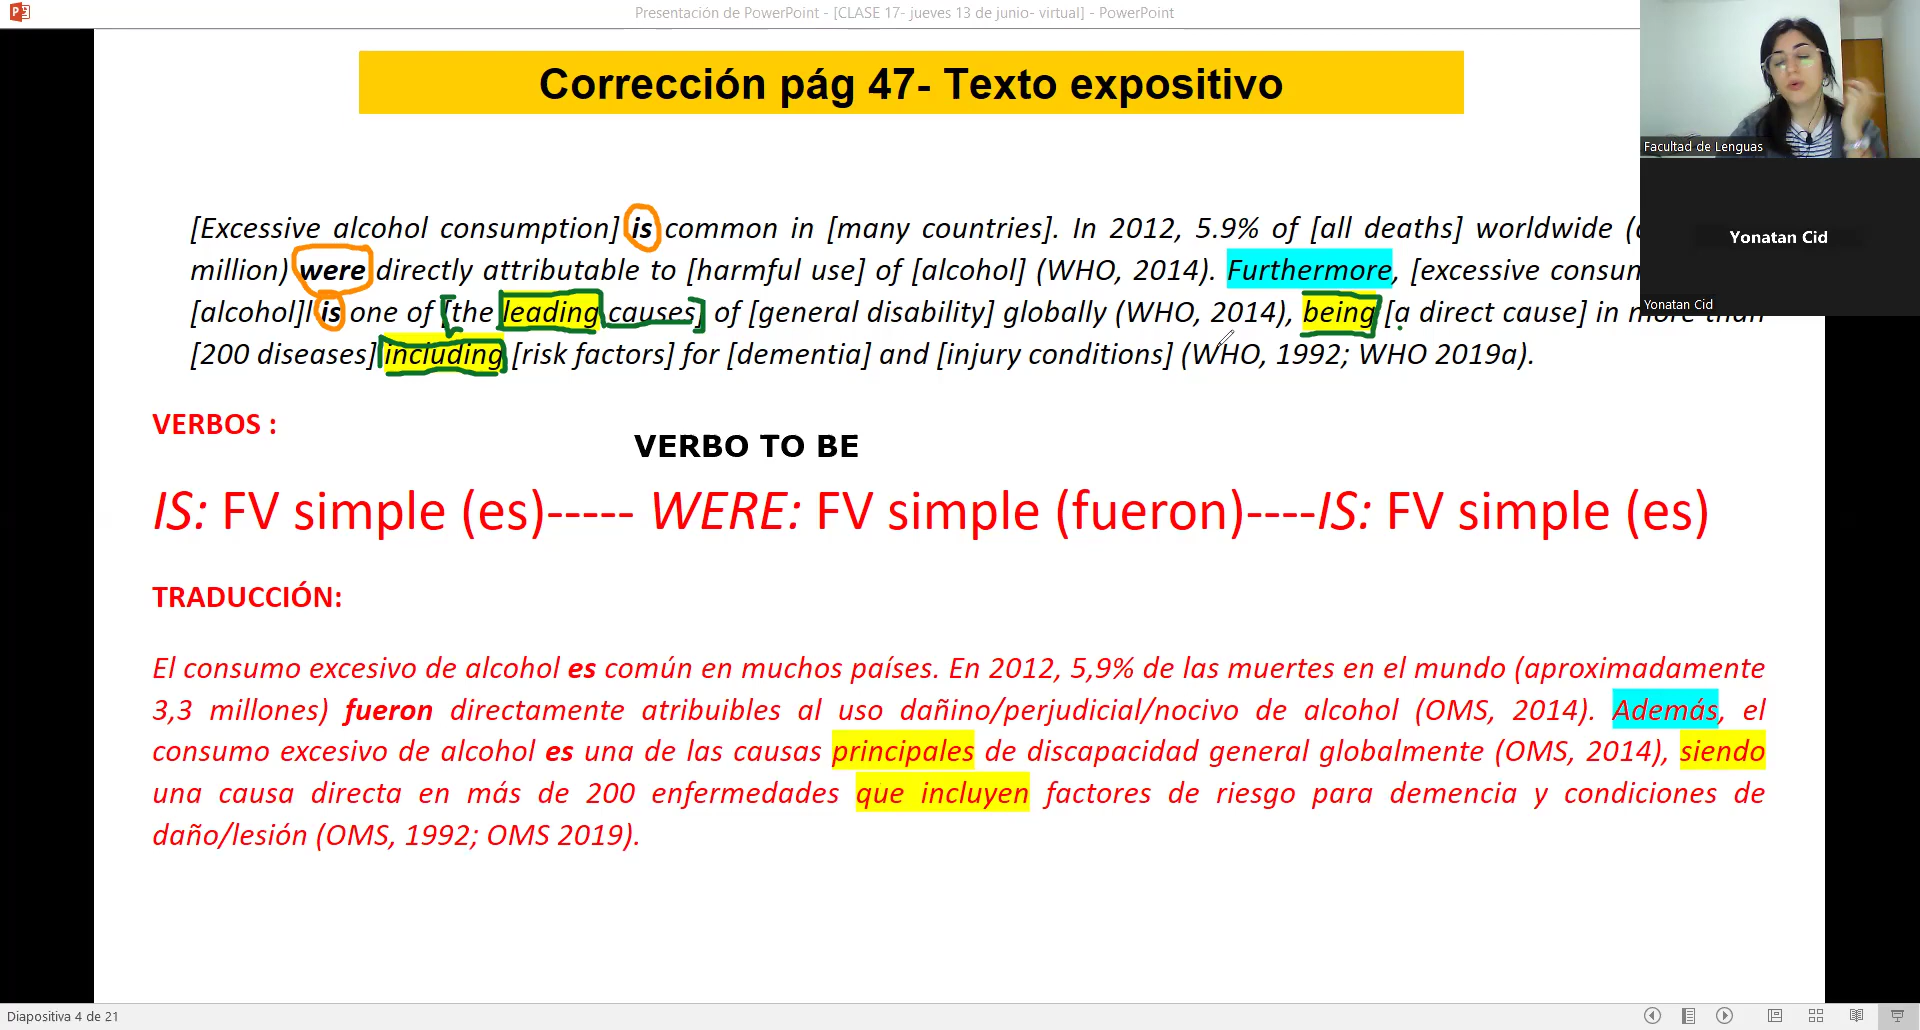 Presentación de PowerPoint - [CLASE 17- jueves 13 de junio- virtual] - PowerPoint
Corrección pág 47- Texto expositivo
Facultad de Lenguas
Yonatan Cid
Yonatan Cid
[Excessive alcohol consumption] is common in [many countries]. In 2012, 5.9% of [all deaths] worldwide
million) were directly attributable to [harmful use] of [alcohol] (WHO, 2014). Furthermore, [excessive
[alcohol]l is one of [the leading causes] of [general disability] globally (WHO, 2014), being [a direct cause] in more than
[200 diseases] including [risk factors] for [dementia] and [injury conditions] (WHO, 1992; WHO 2019a).
VERBOS :
VERBO TO BE
IS: FV simple (es)----- WERE: FV simple (fueron)----IS: FV simple (es)
TRADUCCIÓN:
El consumo excesivo de alcohol es común en muchos países. En 2012, 5,9% de las muertes en el mundo (aproximadamente
3,3 millones) fueron directamente atribuibles al uso dañino/perjudicial/nocivo de alcohol (OMS, 2014). Además, el
consumo excesivo de alcohol es una de las causas principales de discapacidad general globalmente (OMS, 2014), siendo
una causa directa en más de 200 enfermedades que incluyen factores de riesgo para demencia y condiciones de
daño/lesión (OMS, 1992; OMS 2019).
Diapositiva 4 de 21